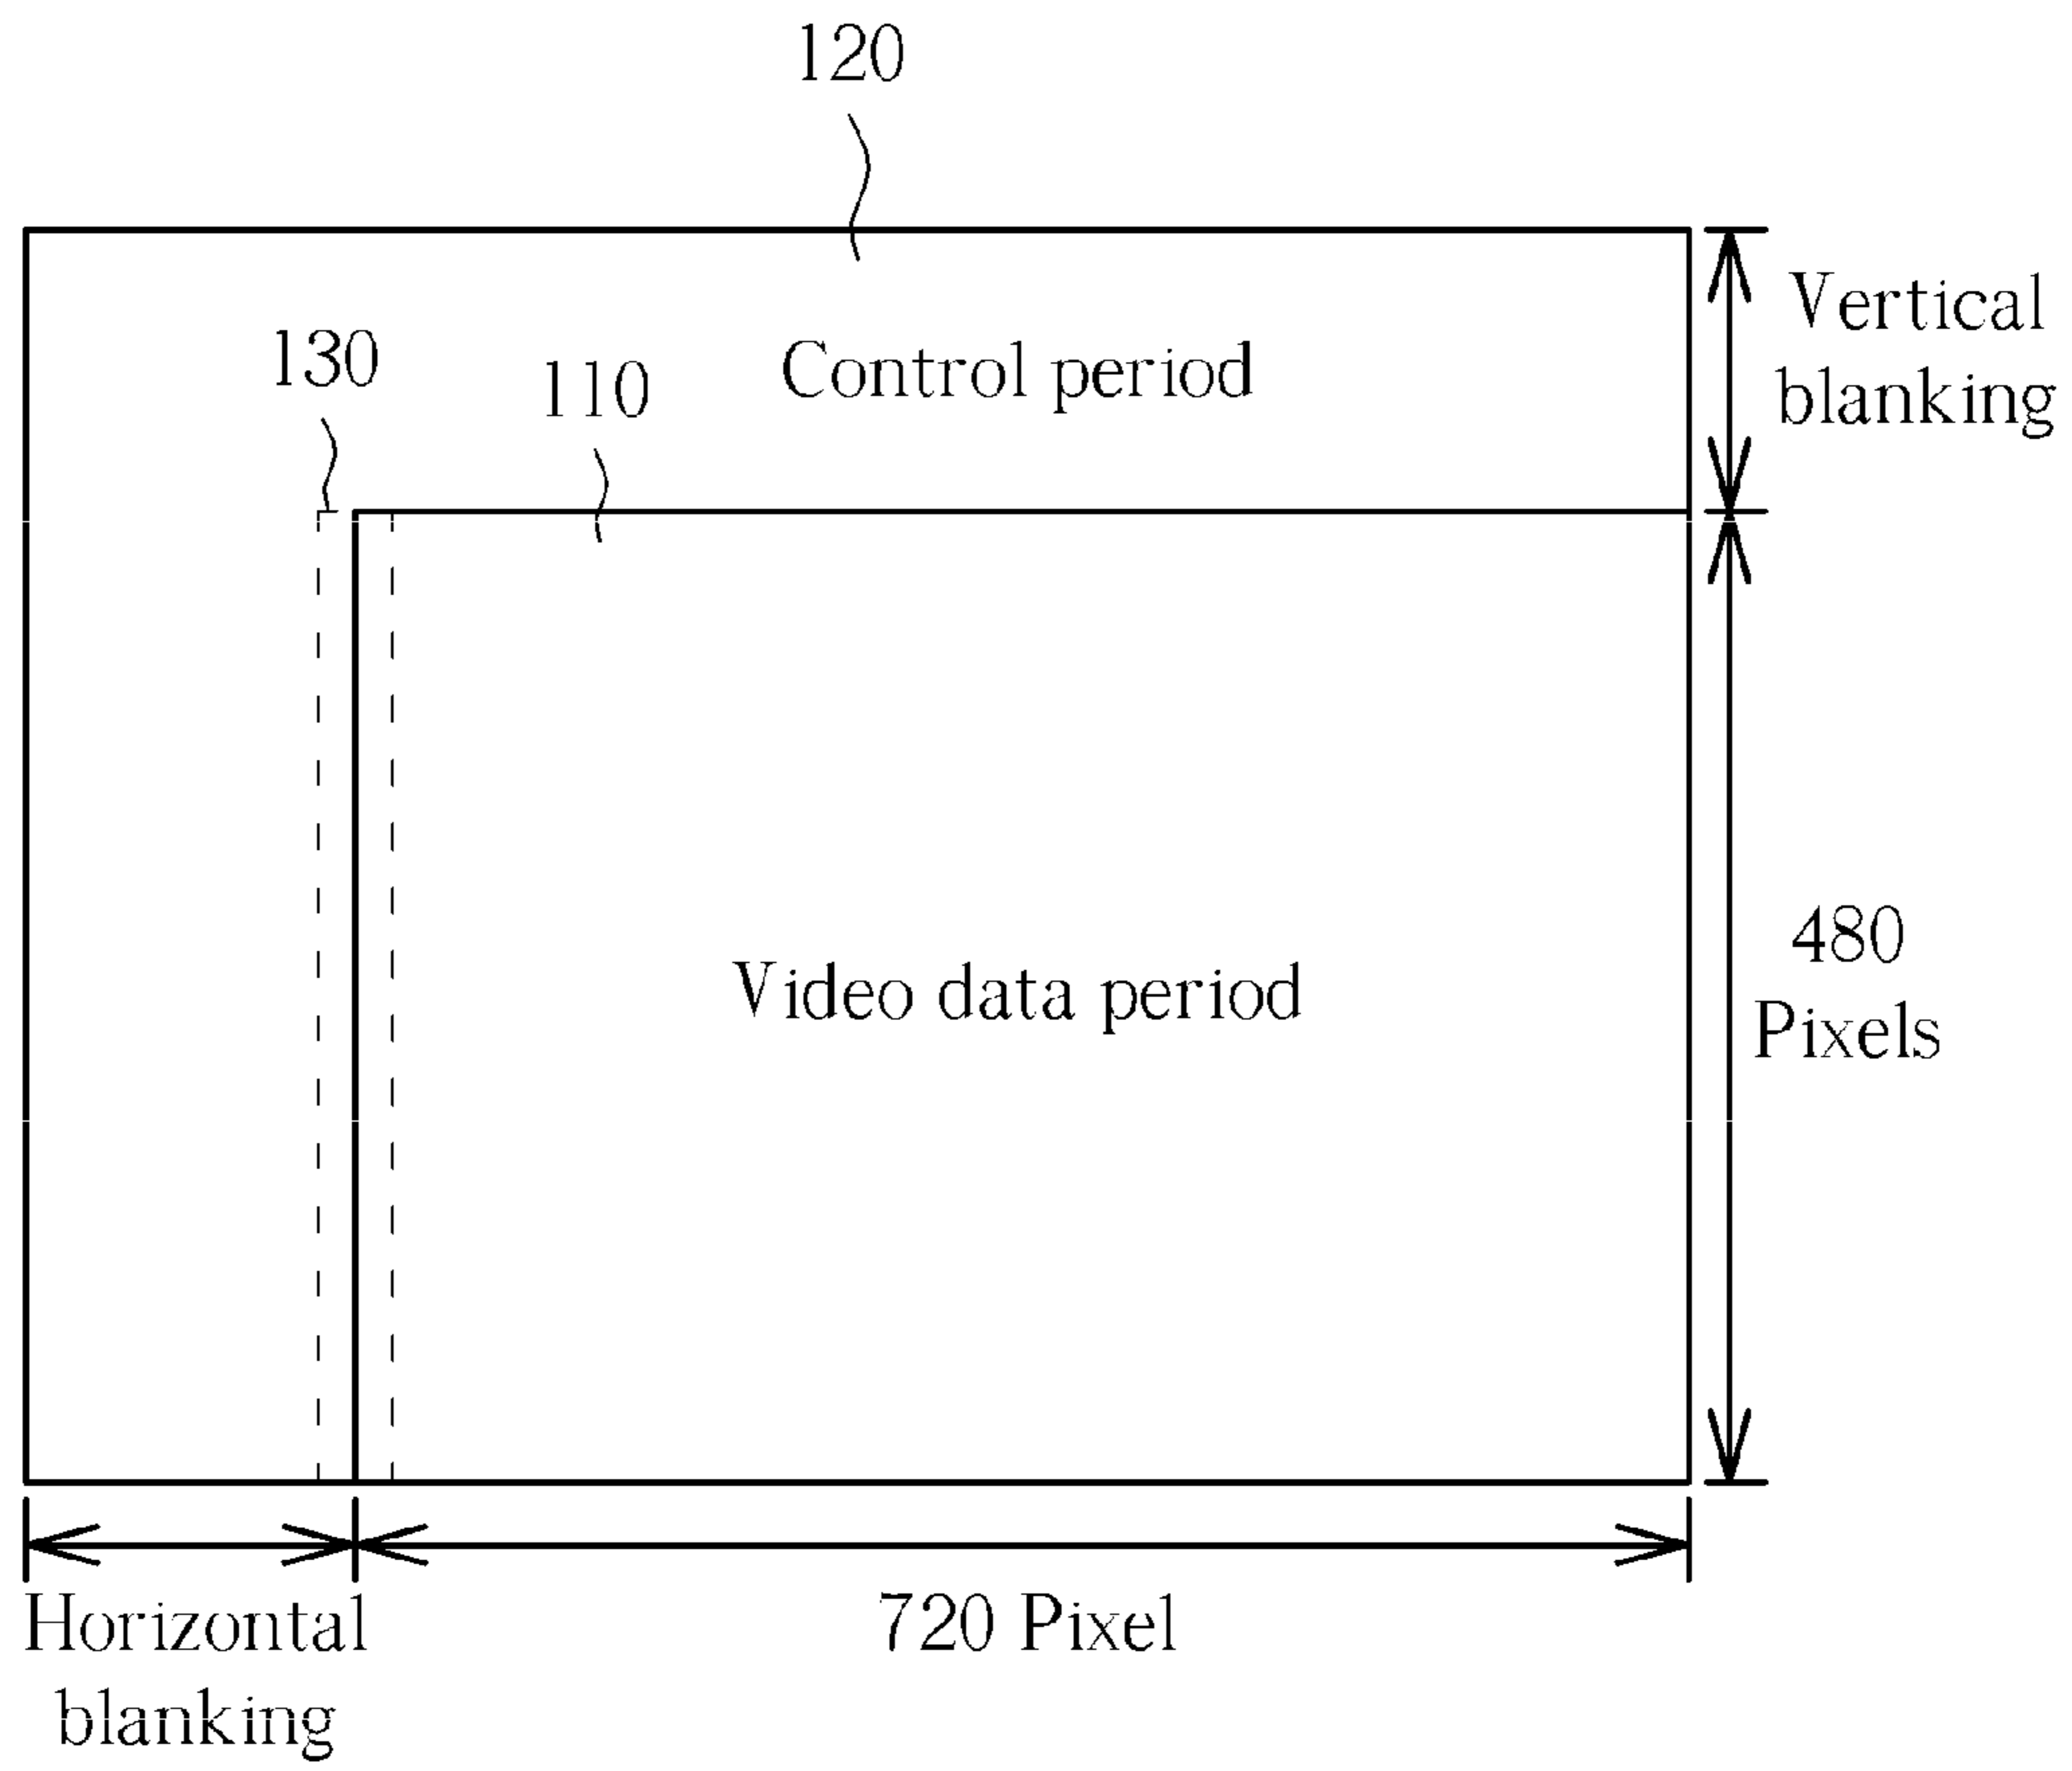 120
Vertical
blanking
130
110
Control period
480
Pixels
Video data period
720 Pixel
Horizontal
blanking